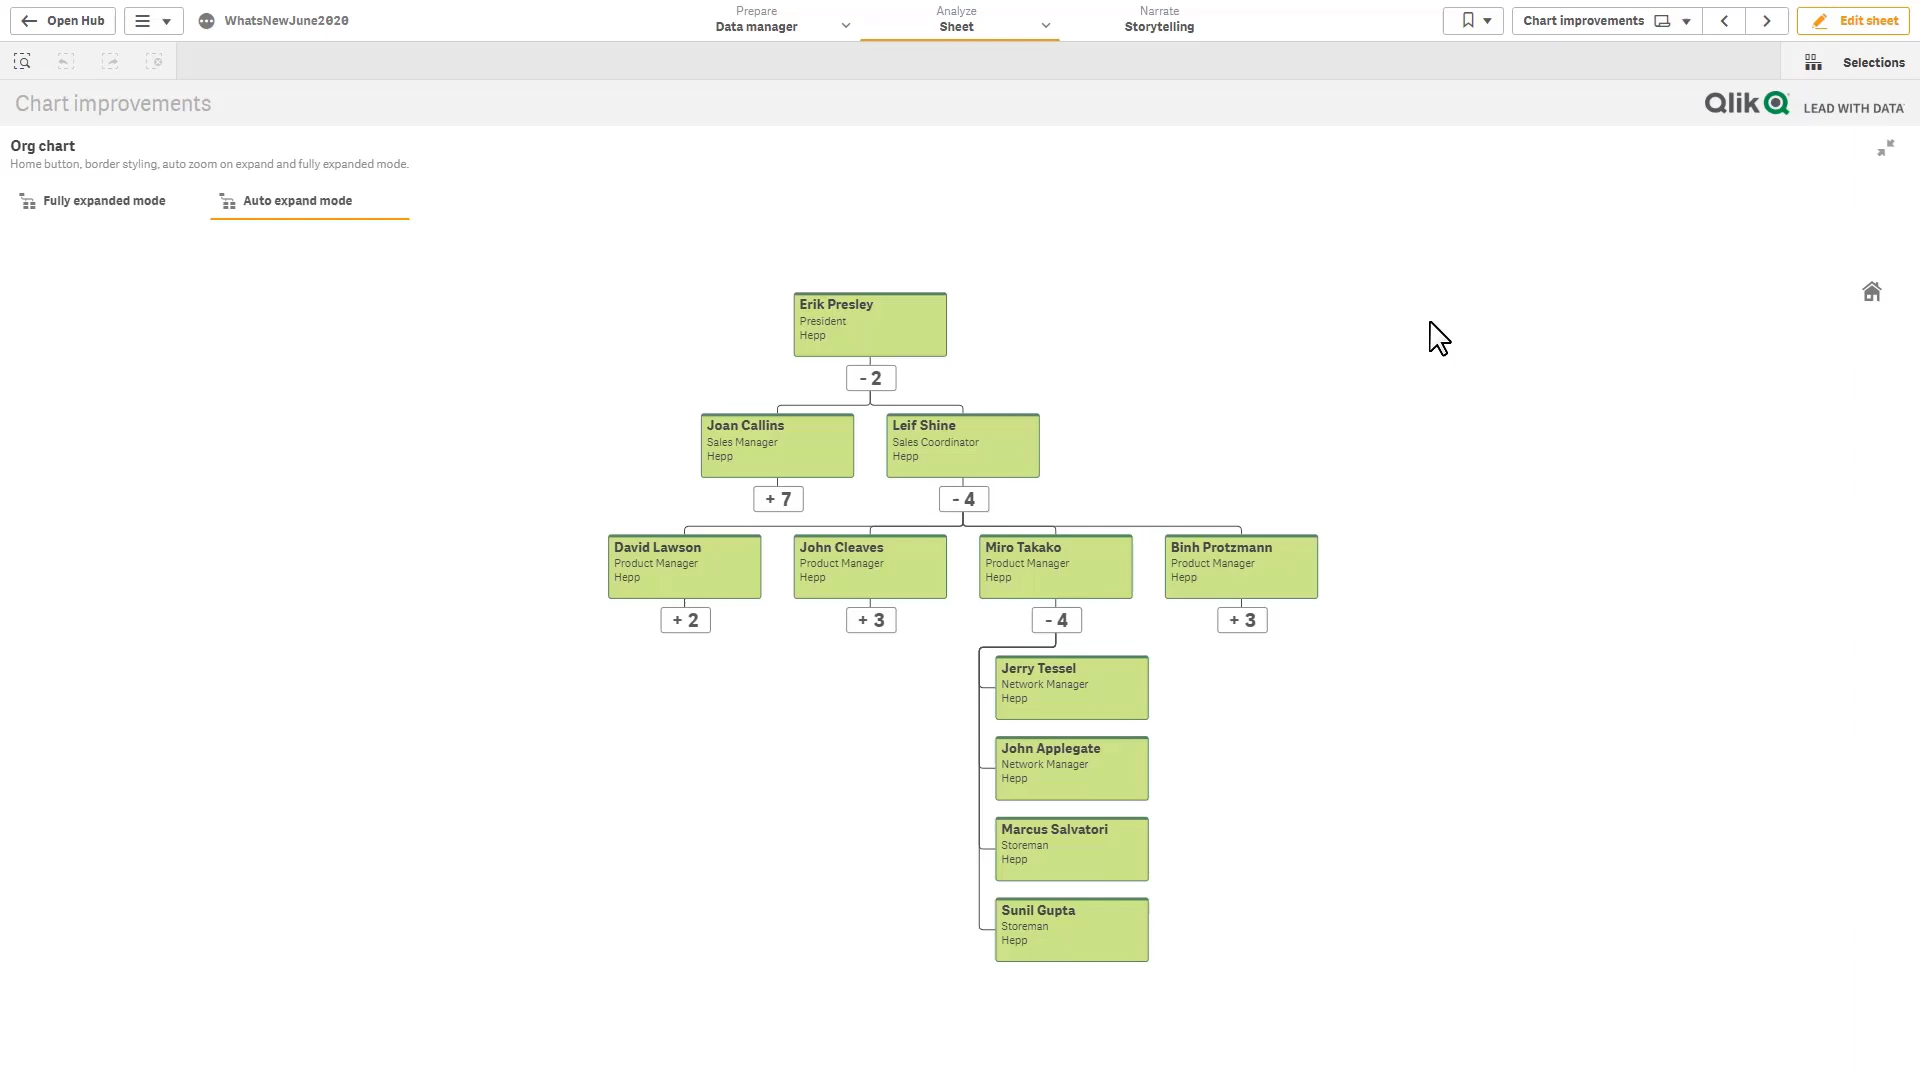 Open Hub
WhatsNewJune2020
Prepare
Data manager
Analyze
Sheet
Narrate
Storytelling
Chart improvements
Edit sheet
Selections
Chart improvements
Qlik LEAD WITH DATA
Org chart
Home button, border styling, auto zoom on expand and fully expanded mode.
Fully expanded mode
Auto expand mode
Erik Presley
President
Hepp
- 2
Joan Callins
Sales Manager
Hepp
+ 7
Leif Shine
Sales Coordinator
Hepp
- 4
David Lawson
Product Manager
Hepp
+ 2
John Cleaves
Product Manager
Hepp
+ 3
Miro Takako
Product Manager
Hepp
- 4
Binh Protzmann
Product Manager
Hepp
+ 3
Jerry Tessel
Network Manager
Hepp
John Applegate
Network Manager
Hepp
Marcus Salvatori
Storeman
Hepp
Sunil Gupta
Storeman
Hepp